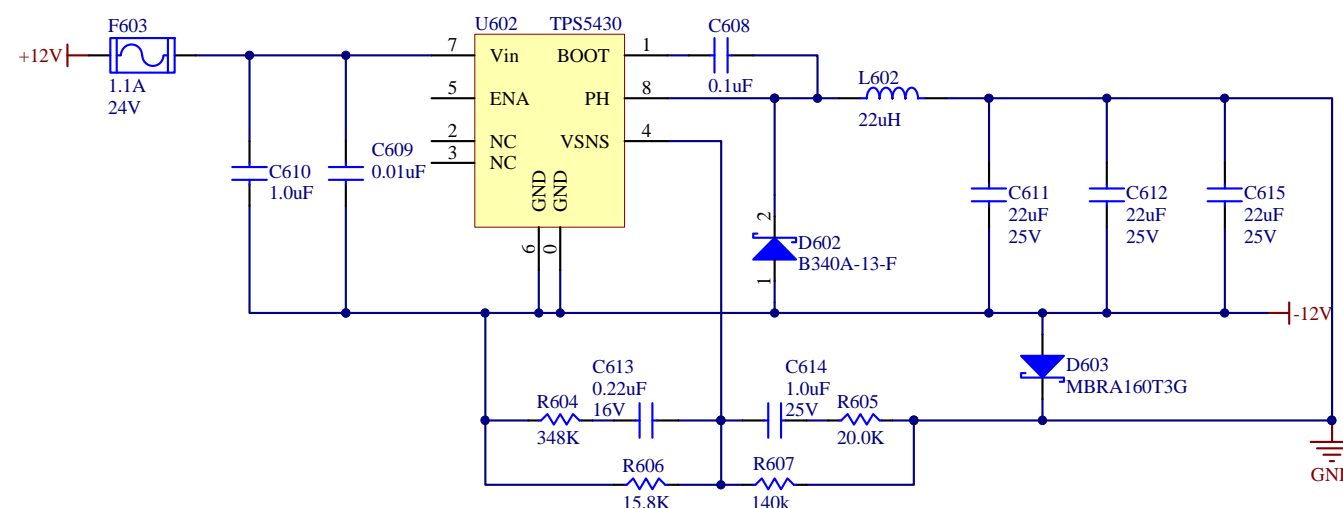 F603
+12V
1.1A
24V
U602
TPS5430
7
Vin
BOOT
1
5
ENA
PH
8
2
NC
VSNS
4
3
NC
GND
GND
6
0
C608
0.1uF
L602
22uH
C610
1.0uF
C609
0.01uF
2
D602
B340A-13-F
1
C611
22uF
25V
C612
22uF
25V
C615
22uF
25V
-12V
D603
MBRA160T3G
C613
0.22uF
16V
R604
348K
C614
1.0uF
25V
R605
20.0K
R606
15.8K
R607
140k
GND